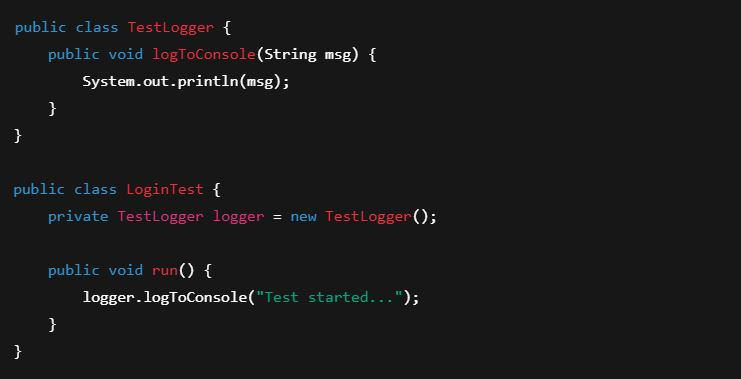 public class TestLogger {
    public void logToConsole(String msg) {
        System.out.println(msg);
    }
}

public class LoginTest {
    private TestLogger logger = new TestLogger();

    public void run() {
        logger.logToConsole("Test started...");
    }
}